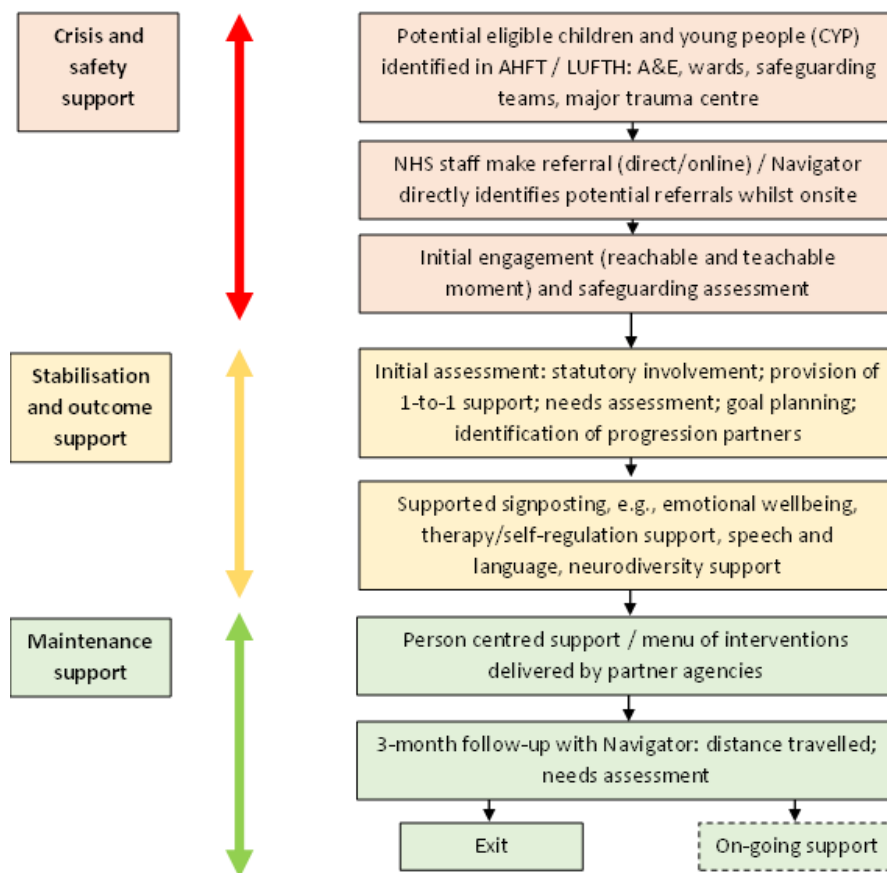 Crisis and
safety
support
Potential eligible children and young people (CYP)
identified in AHFT / LUFTH: A&E, wards, safeguarding
teams, major trauma centre
NHS staff make referral (direct/online) / Navigator
directly identifies potential referrals whilst onsite
Initial engagement (reachable and teachable
moment) and safeguarding assessment
Stabilisation
and outcome
support
Initial assessment: statutory involvement; provision of
1-to-1 support; needs assessment; goal planning;
identification of progression partners
Supported signposting, e.g., emotional wellbeing,
therapy/self-regulation support, speech and
language, neurodiversity support
Maintenance
support
Person centred support / menu of interventions
delivered by partner agencies
3-month follow-up with Navigator: distance travelled;
needs assessment
Exit
On-going support